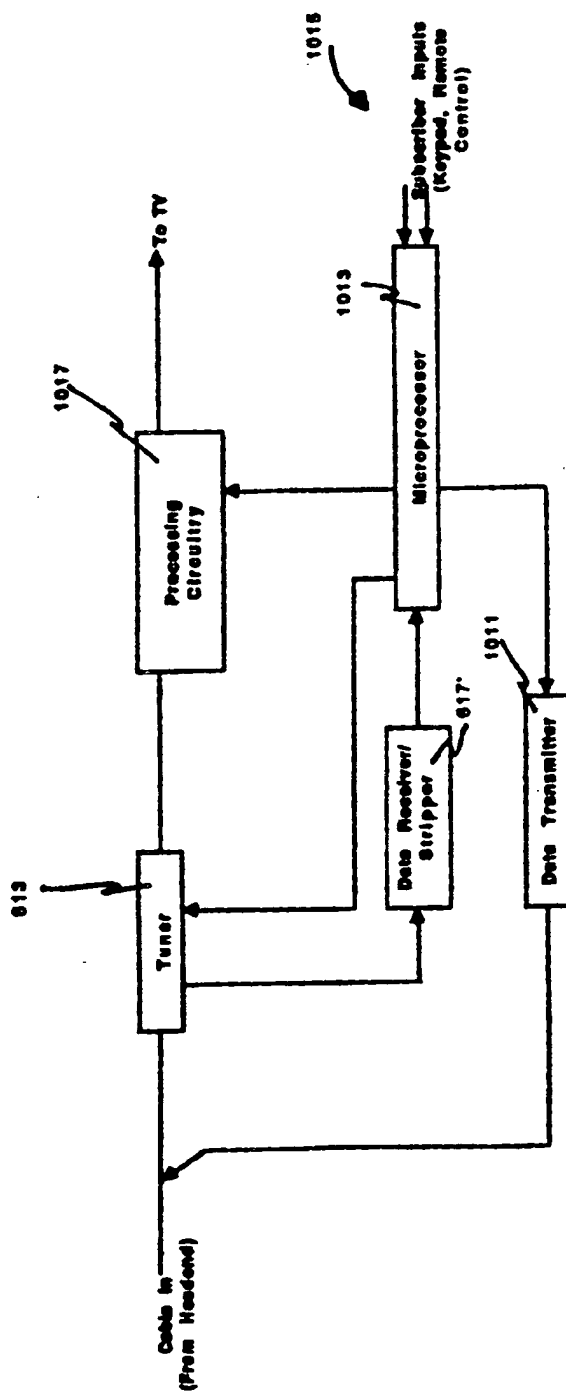 Cable In
(From Headend)
613
Tuner
1017
Processing
Circuitry
To TV
617'
Data Receiver/
Stripper
1013
Microprocessor
1015
Subscriber Inputs
(Keypad, Remote
Control)
1011
Data Transmitter